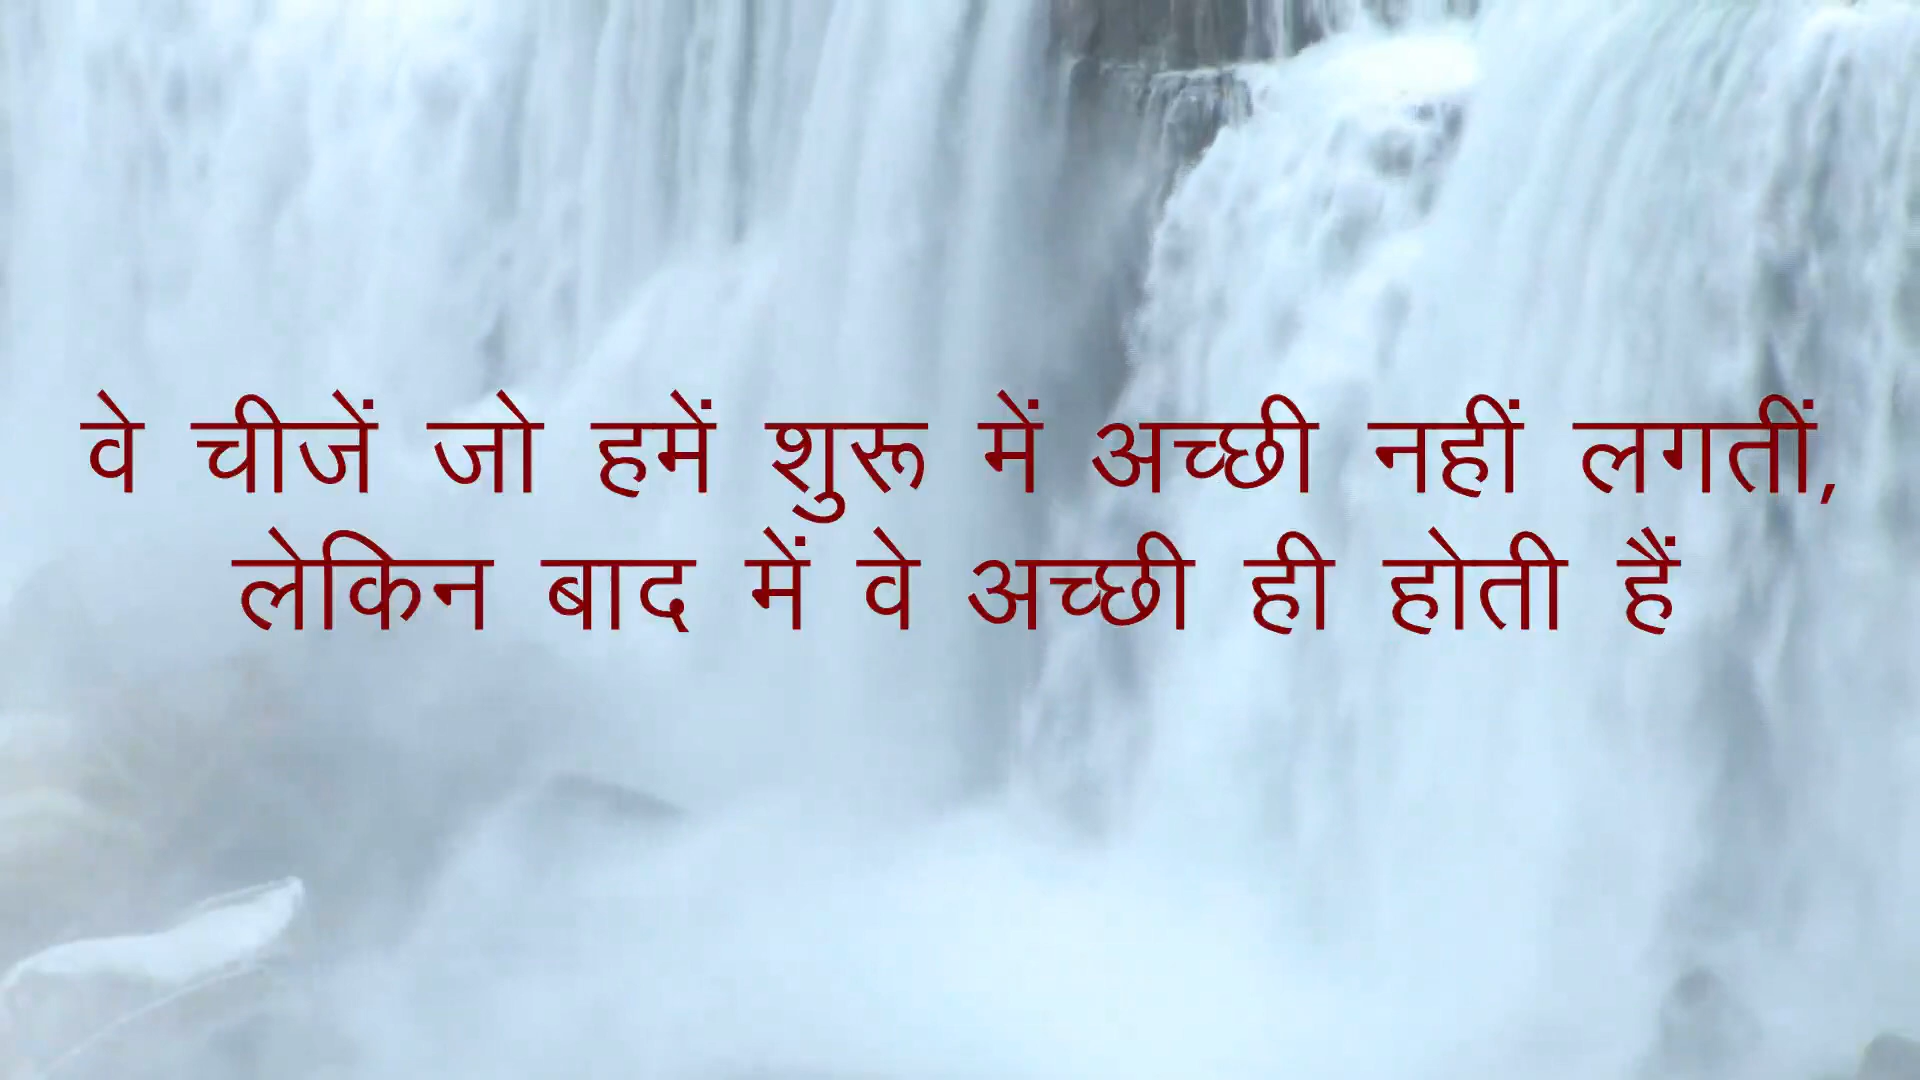 वे चीजें जो हमें शुरू में अच्छी नहीं लगतीं,
लेकिन बाद में वे अच्छी ही होती हैं